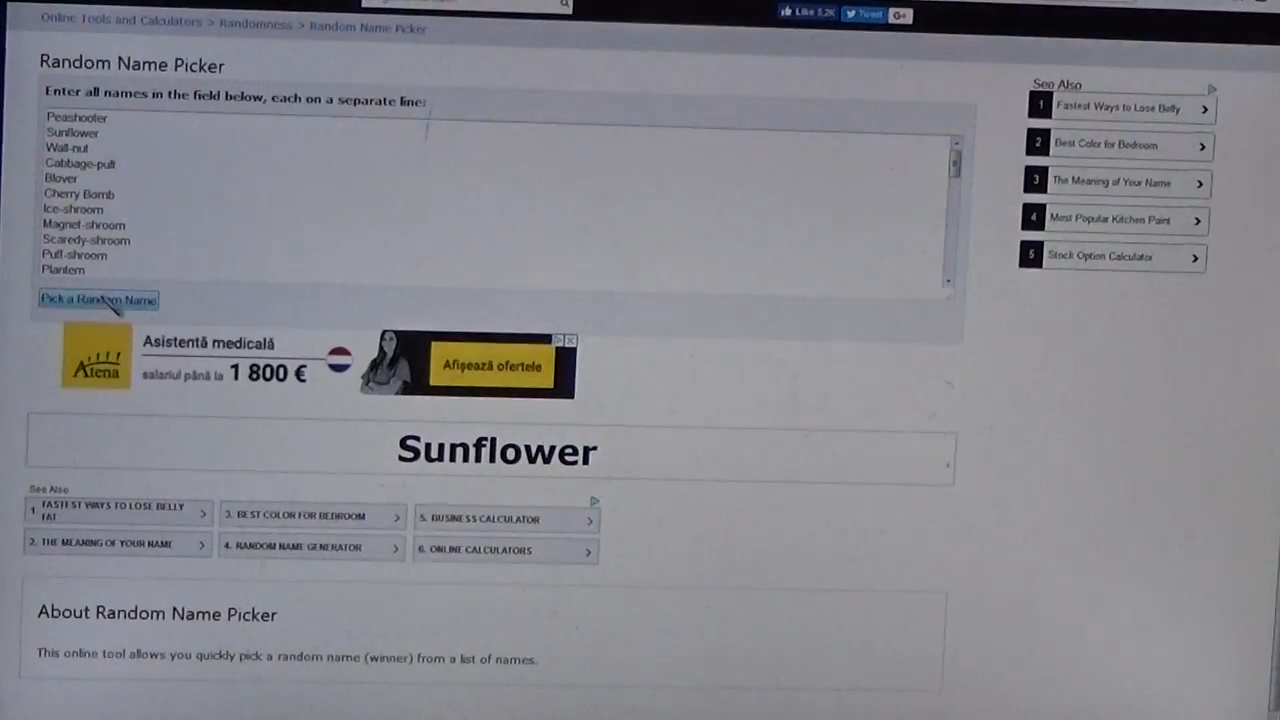 Online Tools and Calculators > Randomness > Random Name Picker
Like 5.2K Tweet G+
Random Name Picker
Enter all names in the field below, each on a separate line:
Peashooter
Sunflower
Wall-nut
Cabbage-pult
Blover
Cherry Bomb
Ice-shroom
Magnet-shroom
Scaredy-shroom
Puff-shroom
Plantern
Pick a Random Name
See Also
1 Fastest Ways to Lose Belly
2 Best Color for Bedroom
3 The Meaning of Your Name
4 Most Popular Kitchen Paint
5 Stock Option Calculator
Atena
Asistentă medicală
salariul până la 1 800 €
Afișează ofertele
Sunflower
See Also
1. FASTEST WAYS TO LOSE BELLY
FAT
3. BEST COLOR FOR BEDROOM
5. BUSINESS CALCULATOR
2. THE MEANING OF YOUR NAME
4. RANDOM NAME GENERATOR
6. ONLINE CALCULATORS
About Random Name Picker
This online tool allows you quickly pick a random name (winner) from a list of names.